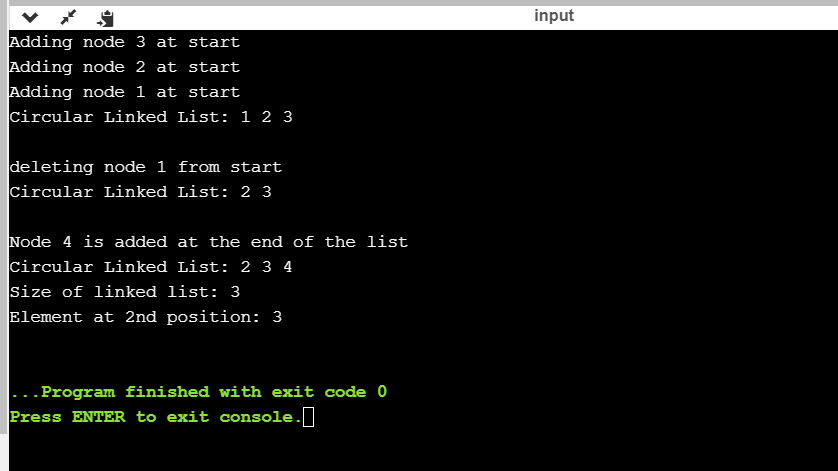 input
Adding node 3 at start
Adding node 2 at start
Adding node 1 at start
Circular Linked List: 1 2 3
deleting node 1 from start
Circular Linked List: 2 3
Node 4 is added at the end of the list
Circular Linked List: 2 3 4
Size of linked list: 3
Element at 2nd position: 3
...Program finished with exit code 0
Press ENTER to exit console.